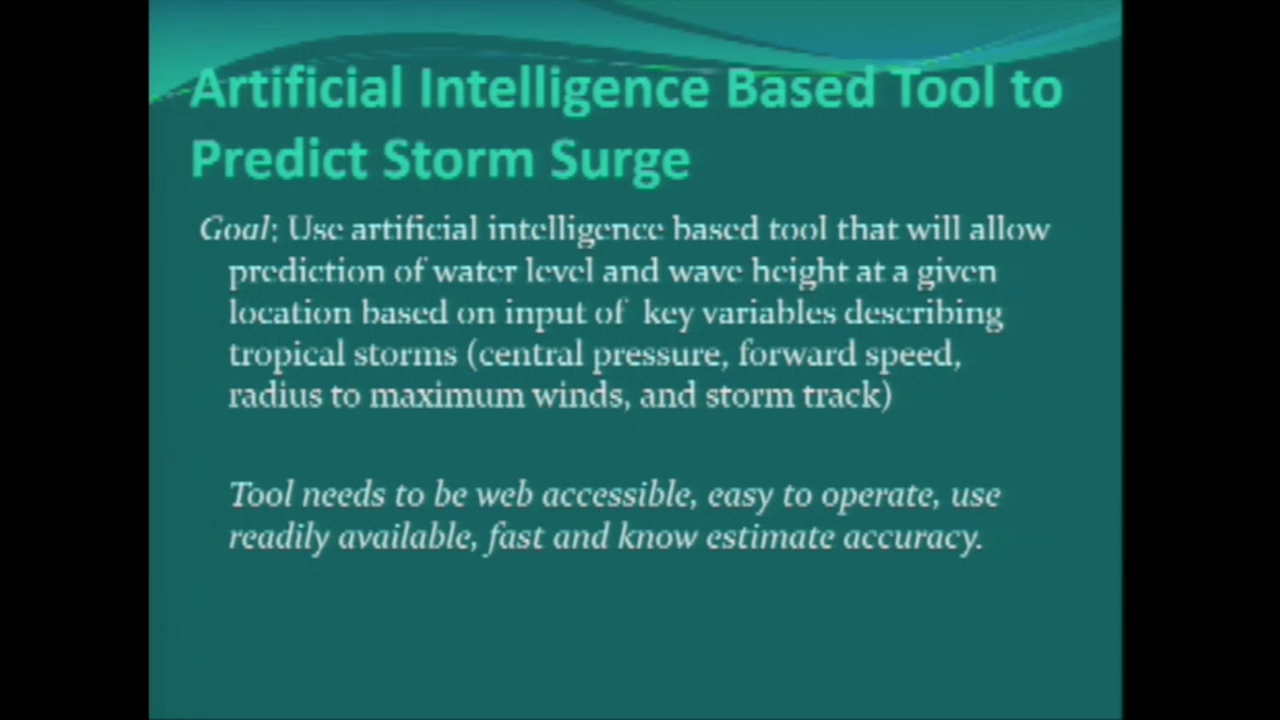 Artificial Intelligence Based Tool to
Predict Storm Surge
Goal: Use artificial intelligence based tool that will allow
prediction of water level and wave height at a given
location based on input of key variables describing
tropical storms (central pressure, forward speed,
radius to maximum winds, and storm track)
Tool needs to be web accessible, easy to operate, use
readily available, fast and know estimate accuracy.